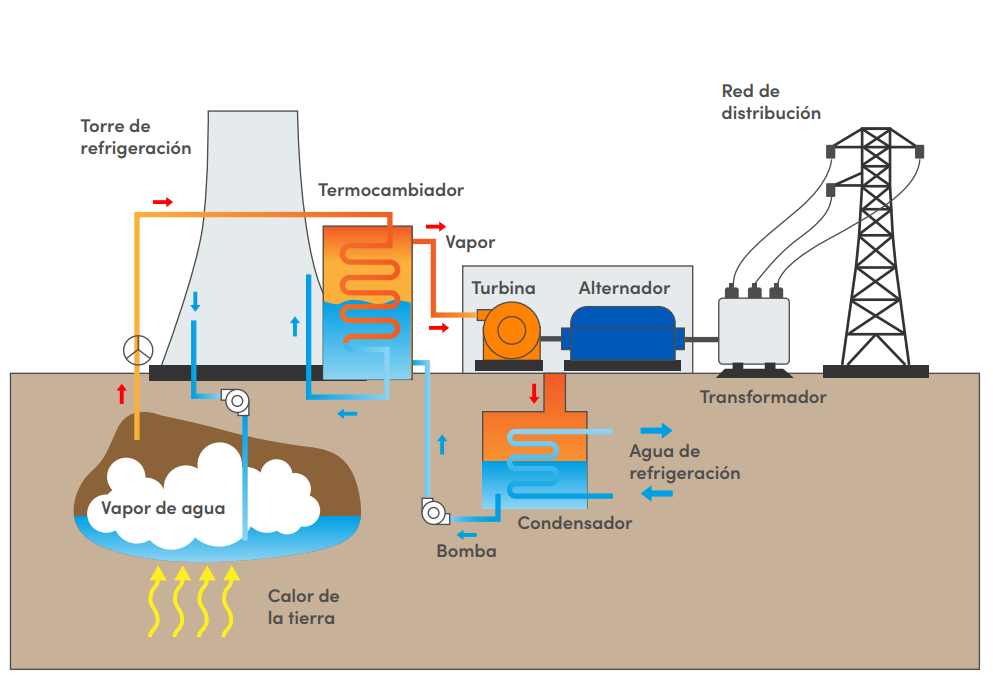 Red de
distribución
Torre de
refrigeración
Termocambiador
Vapor
Turbina
Alternador
Transformador
Agua de
refrigeración
Vapor de agua
Condensador
Bomba
Calor de
la tierra